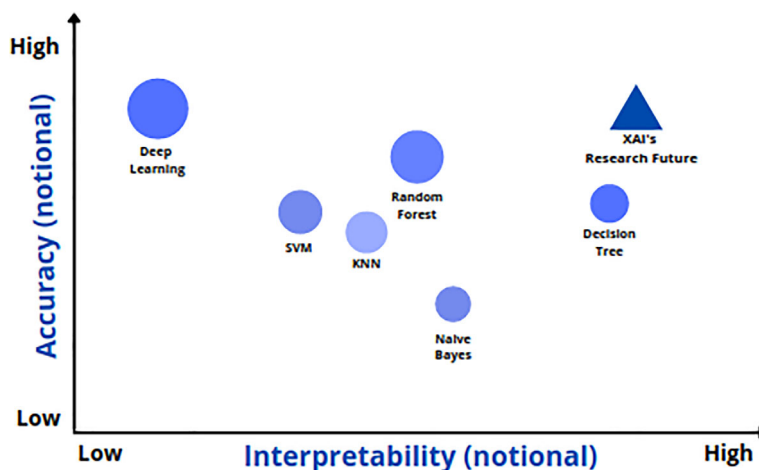 High
Accuracy (notional)
Deep
Learning
SVM
KNN
Random
Forest
Naive
Bayes
XAI's
Research Future
Decision
Tree
Low
Low
Interpretability (notional)
High